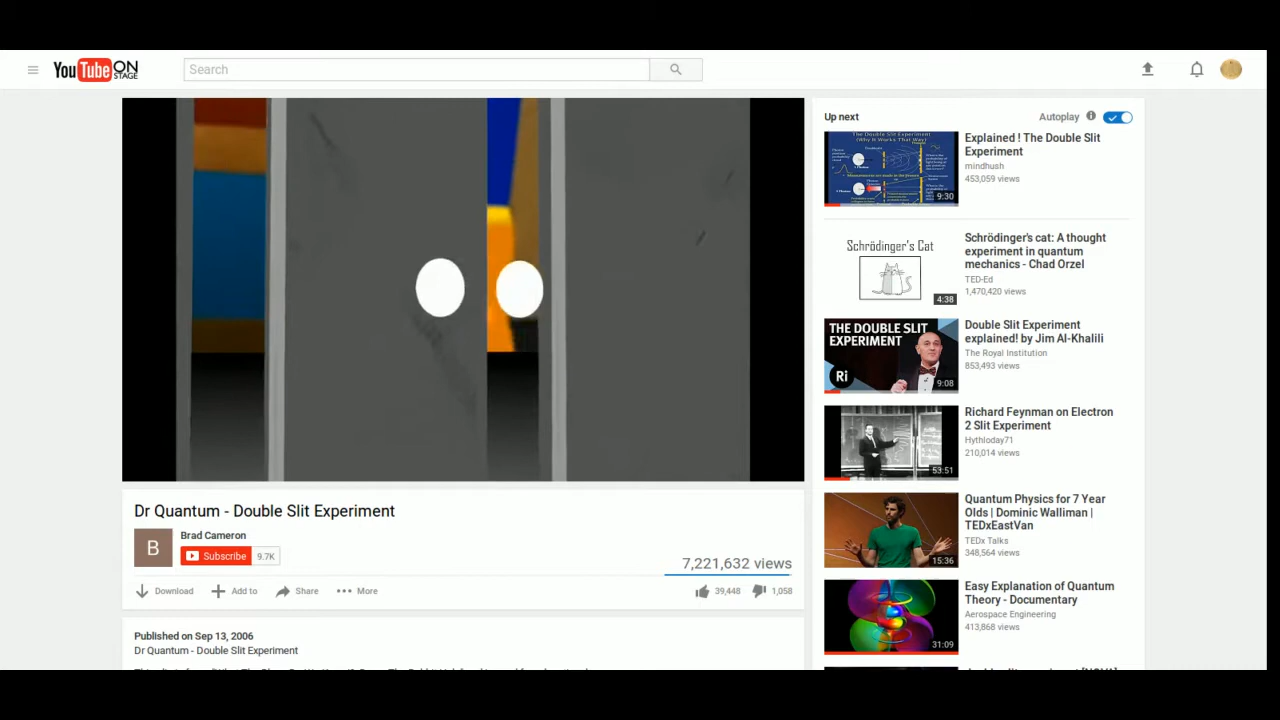 YouTube ON STAGE
Search
Up next
Autoplay
9:30
Explained ! The Double Slit
Experiment
mindhush
453,059 views
Schrödinger's Cat
4:38
Schrödinger's cat: A thought
experiment in quantum
mechanics - Chad Orzel
TED-Ed
1,470,420 views
THE DOUBLE SLIT
EXPERIMENT
Ri
9:08
Double Slit Experiment
explained! by Jim Al-Khalili
The Royal Institution
853,493 views
53:51
Richard Feynman on Electron
2 Slit Experiment
Hythloday71
210,014 views
15:36
Quantum Physics for 7 Year
Olds | Dominic Walliman |
TEDxEastVan
TEDx Talks
348,564 views
31:09
Easy Explanation of Quantum
Theory - Documentary
Aerospace Engineering
413,868 views
Dr Quantum - Double Slit Experiment
B
Brad Cameron
Subscribe 9.7K
7,221,632 views
Download Add to Share More
39,448 1,058
Published on Sep 13, 2006
Dr Quantum - Double Slit Experiment